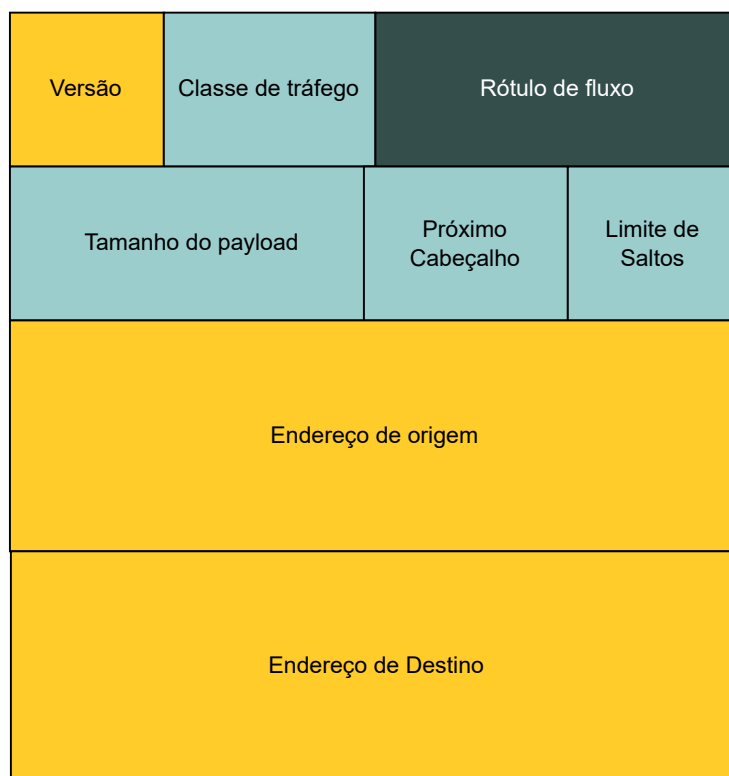 Versão
Classe de tráfego
Rótulo de fluxo
Tamanho do payload
Próximo
Cabeçalho
Limite de
Saltos
Endereço de origem
Endereço de Destino